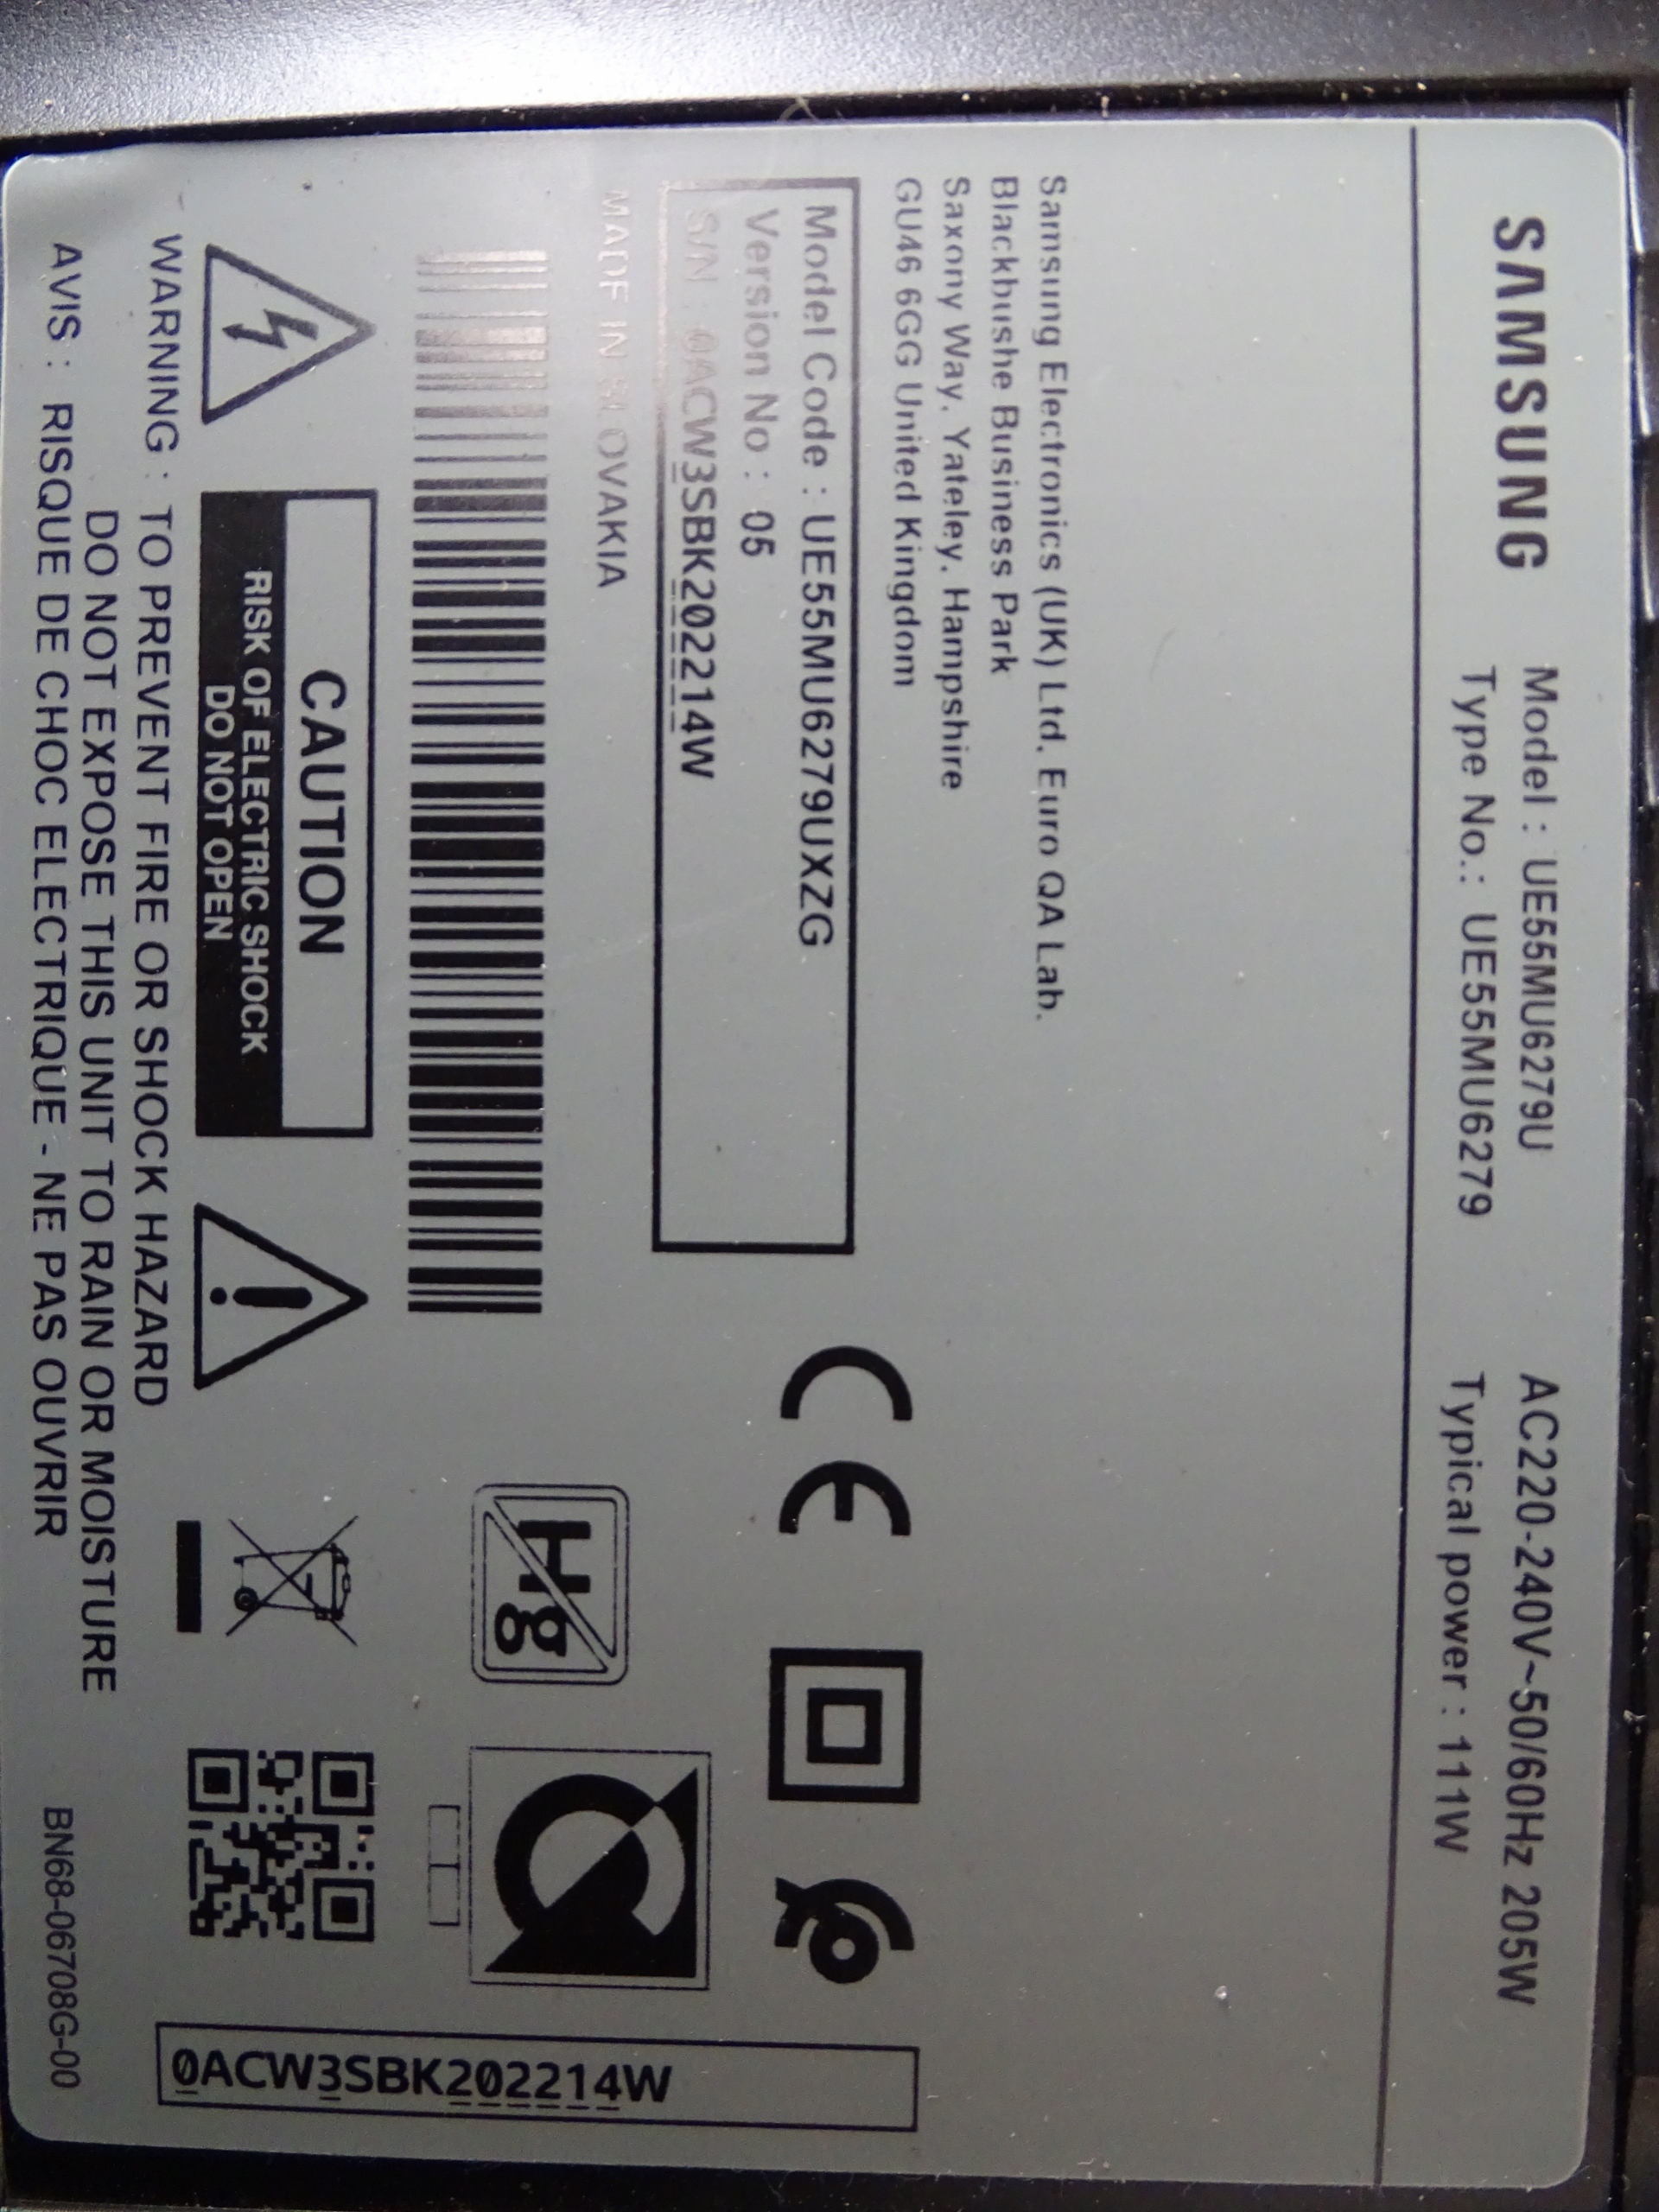 SAMSUNG
Model : UE55MU6279U
Type No.: UE55MU6279
AC220-240V~50/60Hz 205W
Typical power : 111W
Samsung Electronics (UK) Ltd. Euro QA Lab.
Blackbushe Business Park
Saxony Way. Yateley. Hampshire
GU46 6GG United Kingdom
Model Code : UE55MU6279UXZG
Version No : 05
S/N : 0ACW3SBK202214W
MADE IN SLOVAKIA
CE
Hg
CAUTION
RISK OF ELECTRIC SHOCK
DO NOT OPEN
WARNING : TO PREVENT FIRE OR SHOCK HAZARD
DO NOT EXPOSE THIS UNIT TO RAIN OR MOISTURE
AVIS : RISQUE DE CHOC ELECTRIQUE - NE PAS OUVRIR
BN68-06708G-00
0ACW3SBK202214W